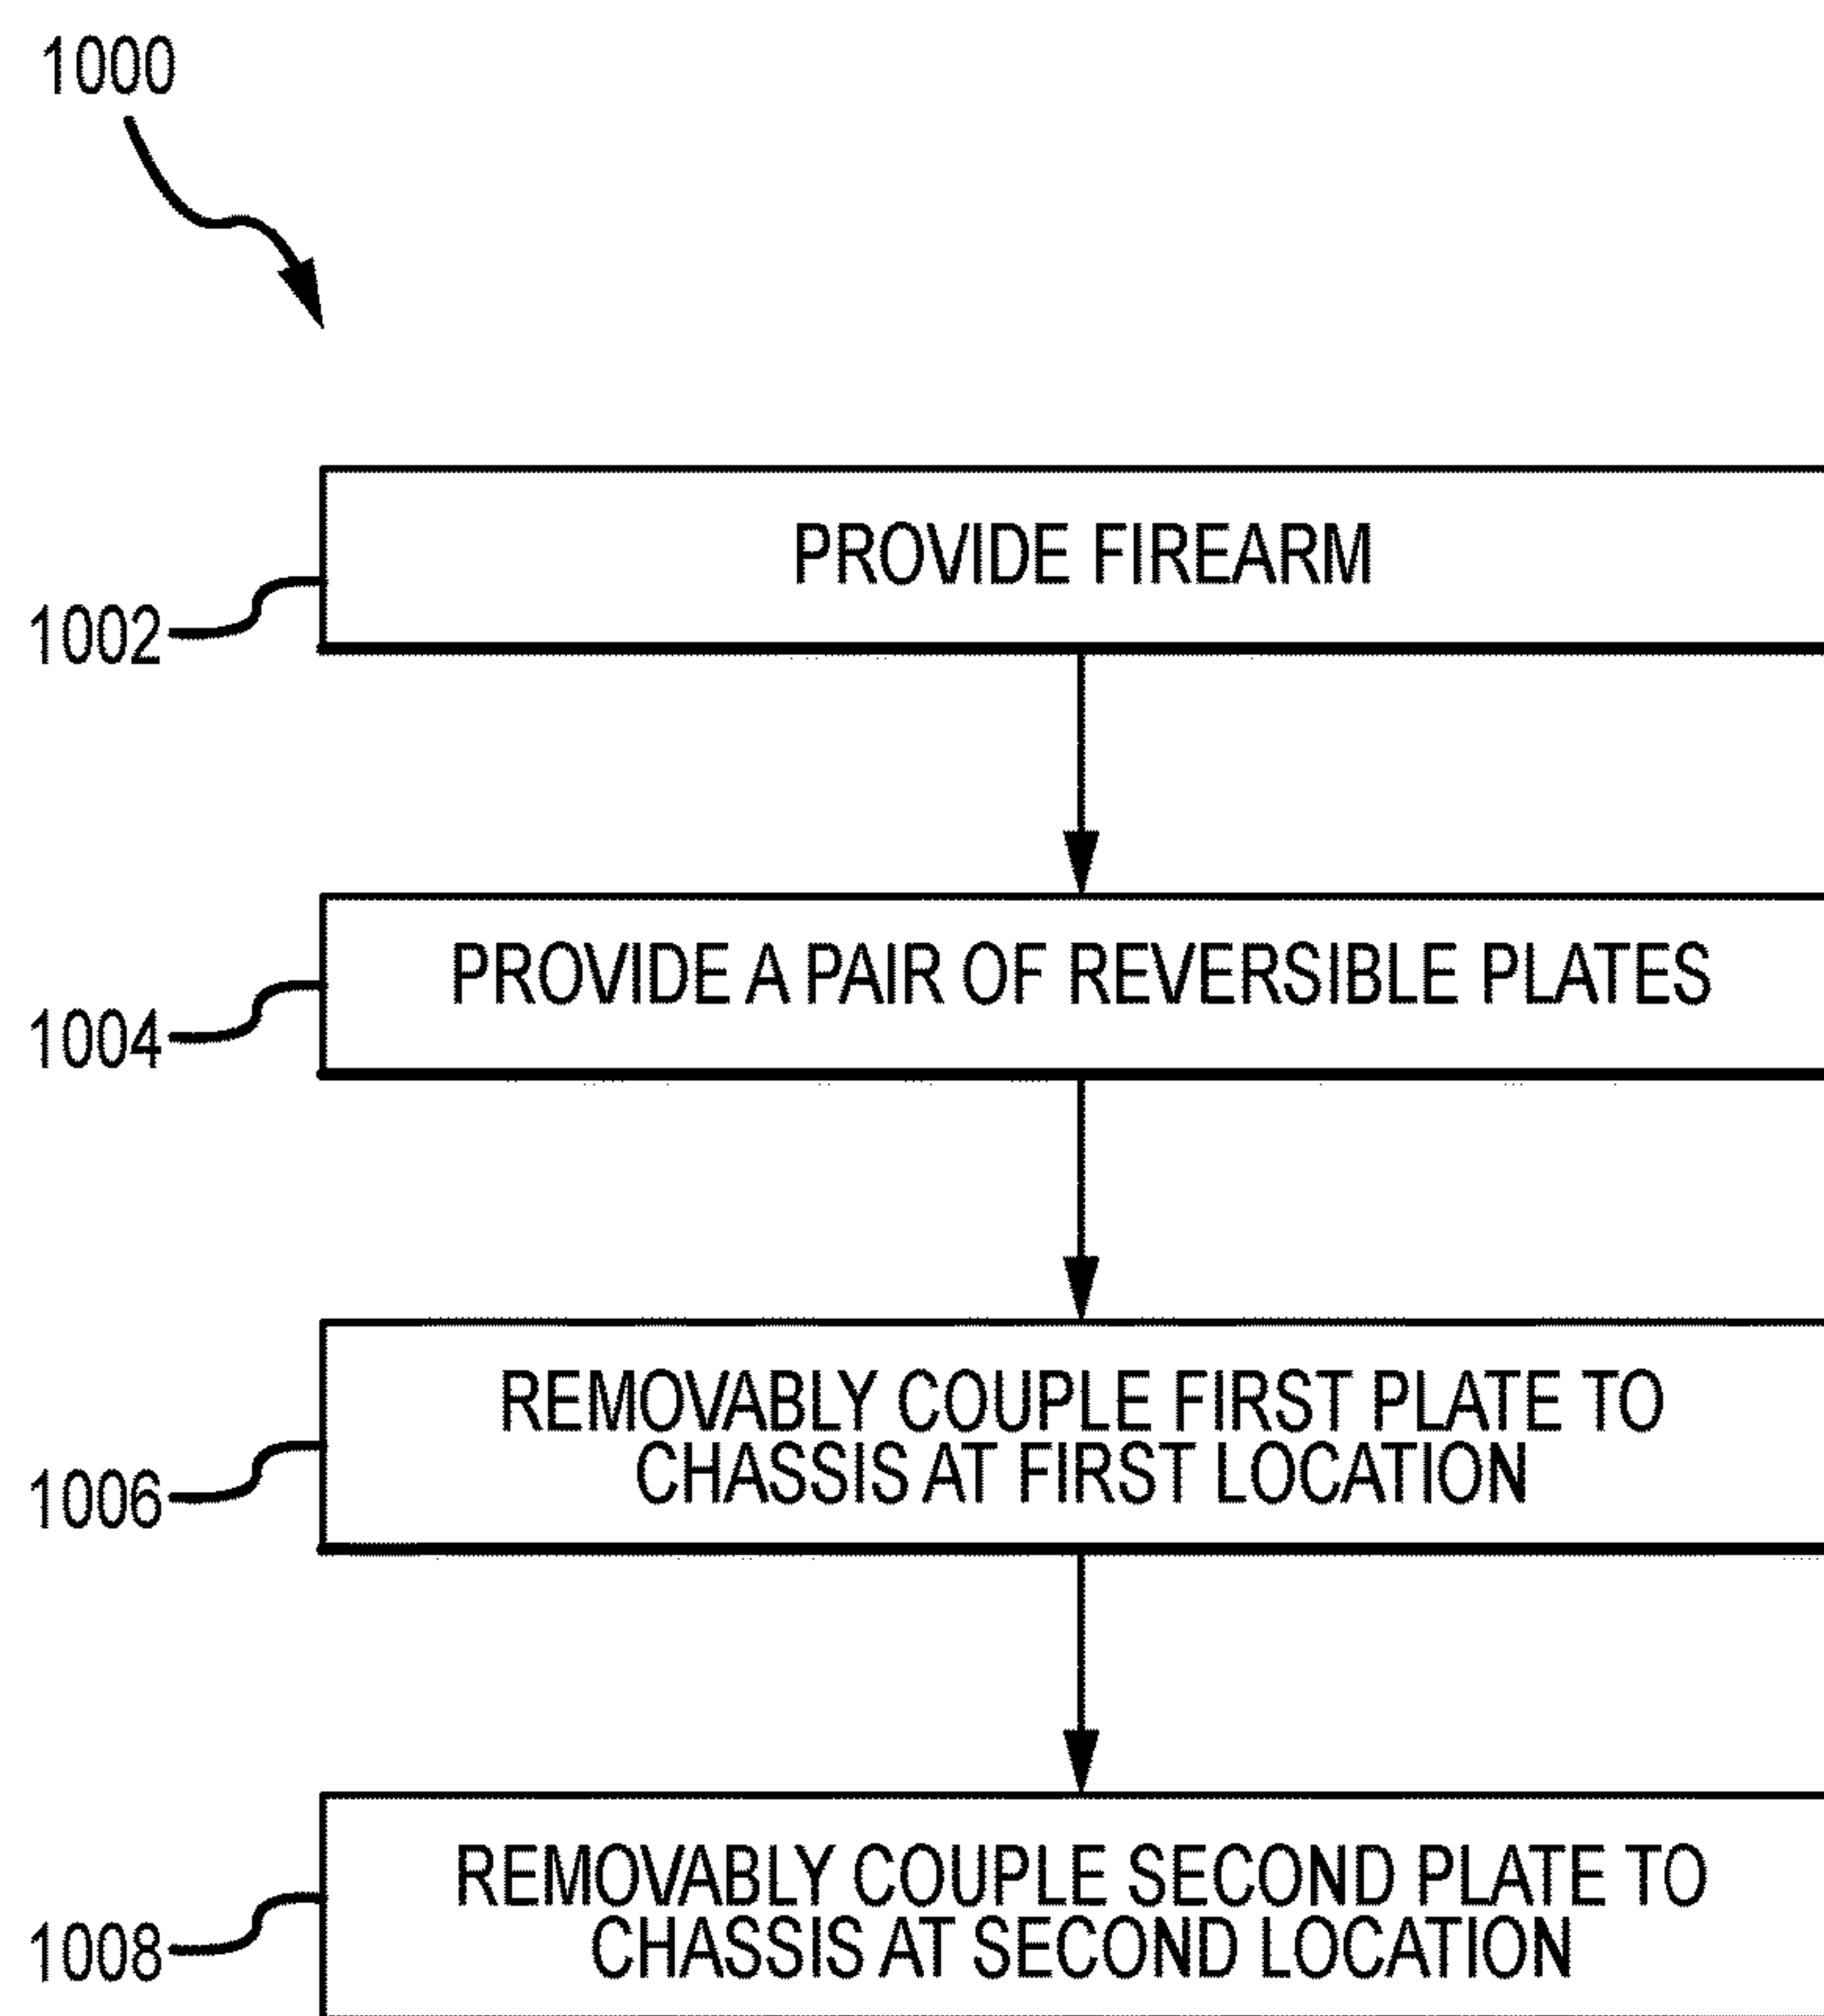 1000
PROVIDE FIREARM
1002
PROVIDE A PAIR OF REVERSIBLE PLATES
1004
REMOVABLY COUPLE FIRST PLATE TO
CHASSIS AT FIRST LOCATION
1006
REMOVABLY COUPLE SECOND PLATE TO
CHASSIS AT SECOND LOCATION
1008